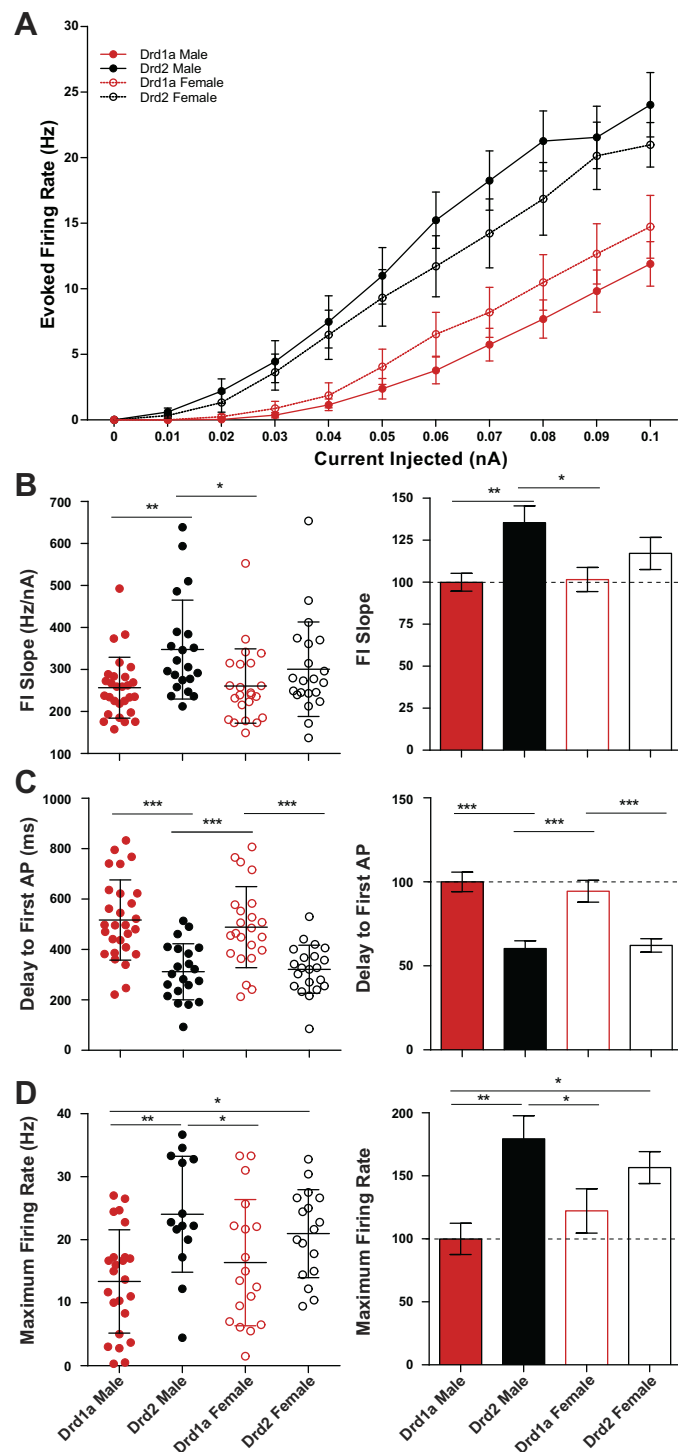 A
30
25
20
15
10
5
0
Evoked Firing Rate (Hz)
Drd1a Male
Drd2 Male
Drd1a Female
Drd2 Female
0 0.01 0.02 0.03 0.04 0.05 0.06 0.07 0.08 0.09 0.1
Current Injected (nA)
B
700
600
500
400
300
200
100
FI Slope (Hz/nA)
** *
150
125
100
75
50
25
0
FI Slope
** *
C
1000
800
600
400
200
0
Delay to First AP (ms)
*** *** ***
150
100
50
0
Delay to First AP
*** *** ***
D
40
30
20
10
0
Maximum Firing Rate (Hz)
*
** *
Drd1a Male
Drd2 Male
Drd1a Female
Drd2 Female
200
150
100
50
0
Maximum Firing Rate
*
** *
Drd1a Male
Drd2 Male
Drd1a Female
Drd2 Female